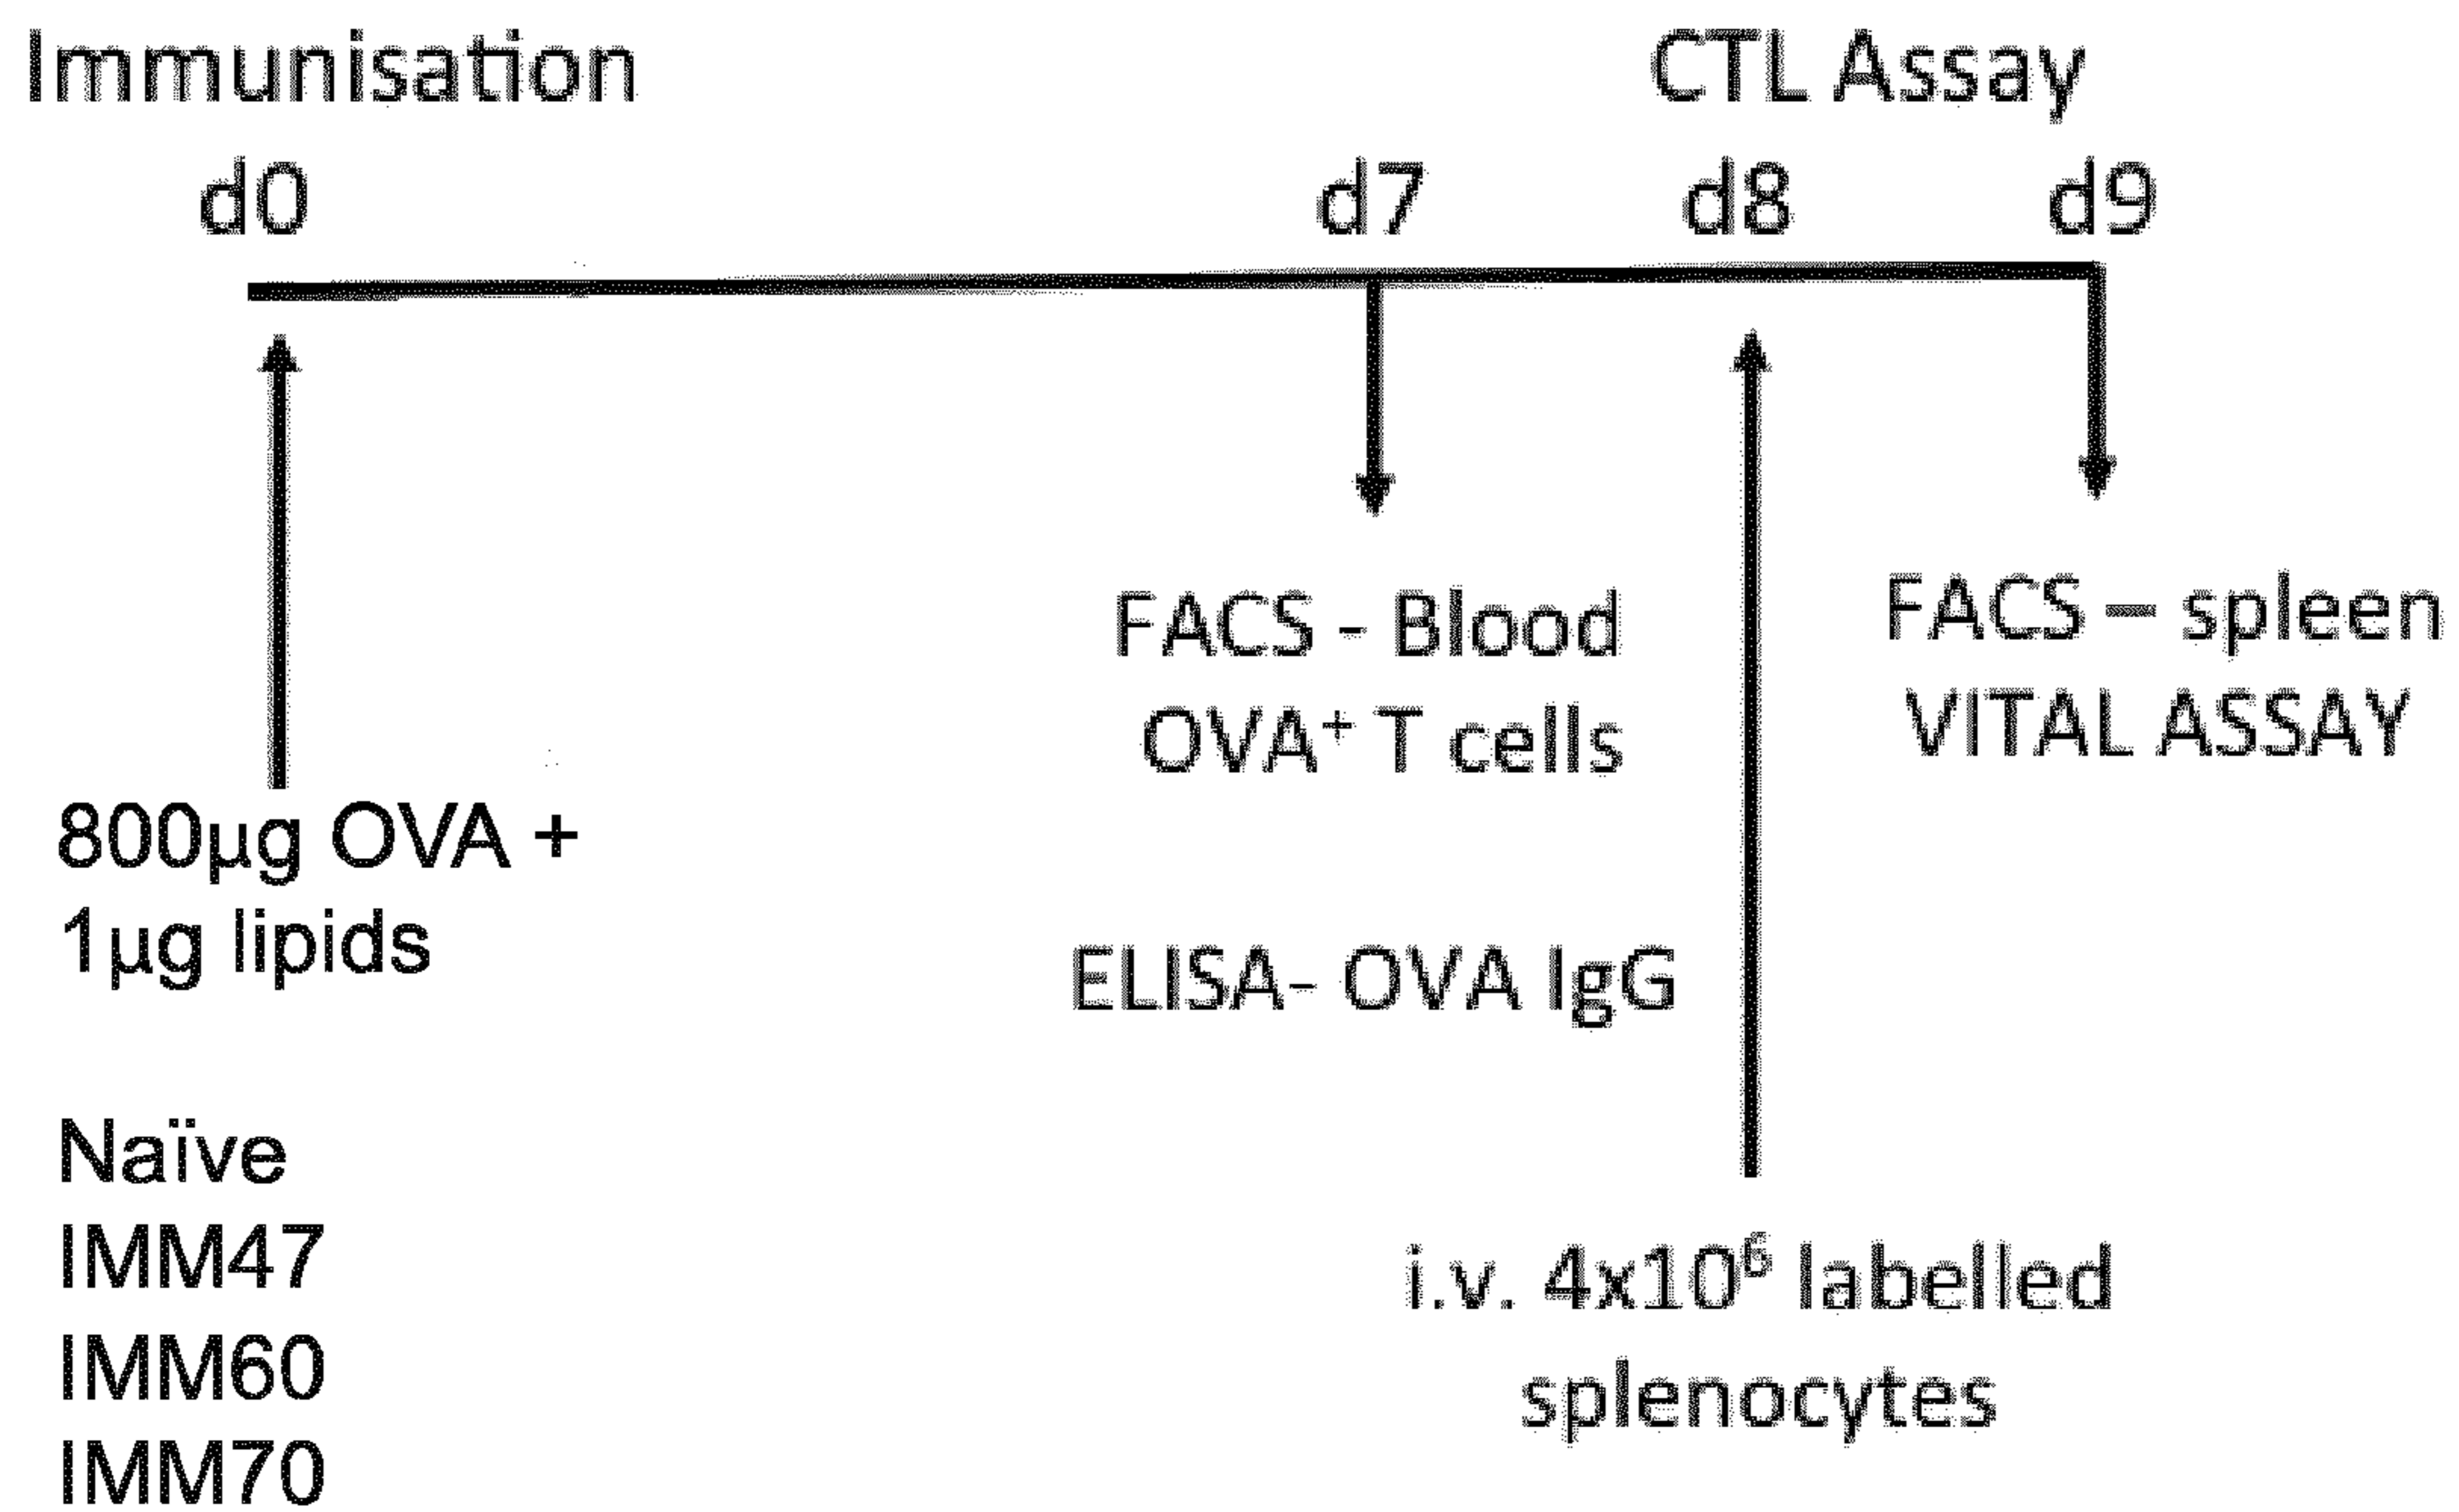 Immunisation
CTL Assay
d0
d7
d8
d9
FACS - Blood
OVA⁺ T cells
FACS – spleen
VITAL ASSAY
800µg OVA +
1µg lipids
ELISA- OVA IgG
Naïve
IMM47
IMM60
IMM70
i.v. 4x10⁶ labelled
splenocytes